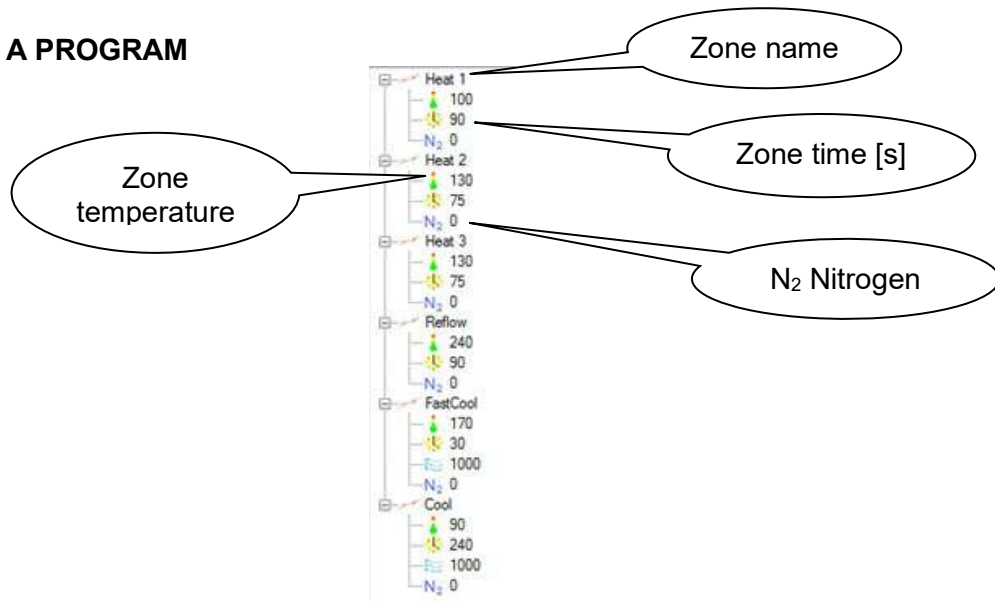 A PROGRAM
Zone name
Heat 1
100
90
N₂ 0
Zone time [s]
Heat 2
Zone
temperature
130
75
N₂ 0
Heat 3
130
75
N₂ 0
N₂ Nitrogen
Reflow
240
90
N₂ 0
FastCool
170
30
1000
N₂ 0
Cool
90
240
1000
N₂ 0